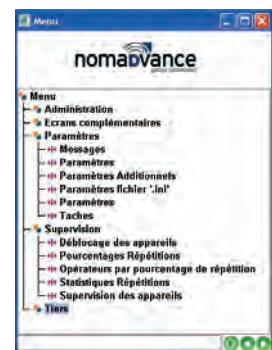 Menu
nomadvance
Menu
Administration
Ecrans complémentaires
Paramètres
Messages
Paramètres
Paramètres Additionnels
Paramètres fichier '.ini'
Paramètres
Taches
Supervision
Déblocage des appareils
Pourcentages Répétitions
Opérateurs par pourcentage de répétition
Statistiques Répétitions
Supervision des appareils
Tiers